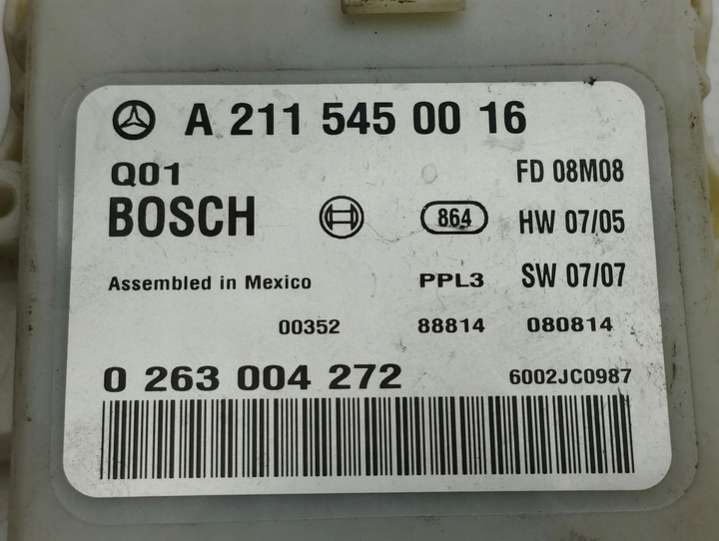 A 211 545 00 16
Q01 FD 08M08
BOSCH 864 HW 07/05
Assembled in Mexico PPL3 SW 07/07
00352 88814 080814
0 263 004 272 6002JC0987